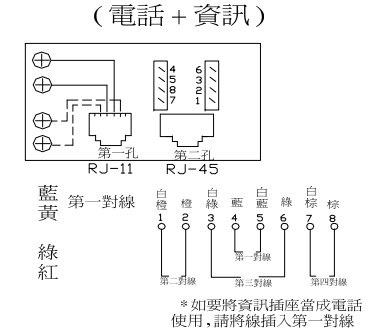 (電話+資訊)
4 6
5 3
8 2
7 1
第一孔 第二孔
RJ-11 RJ-45
藍 黃 第一對線
綠 紅
白橙 橙 白綠 藍 白藍 綠 白棕 棕
1 2 3 4 5 6 7 8
第一對線
第二對線 第三對線 第四對線
*如要將資訊插座當成電話
使用,請將線插入第一對線